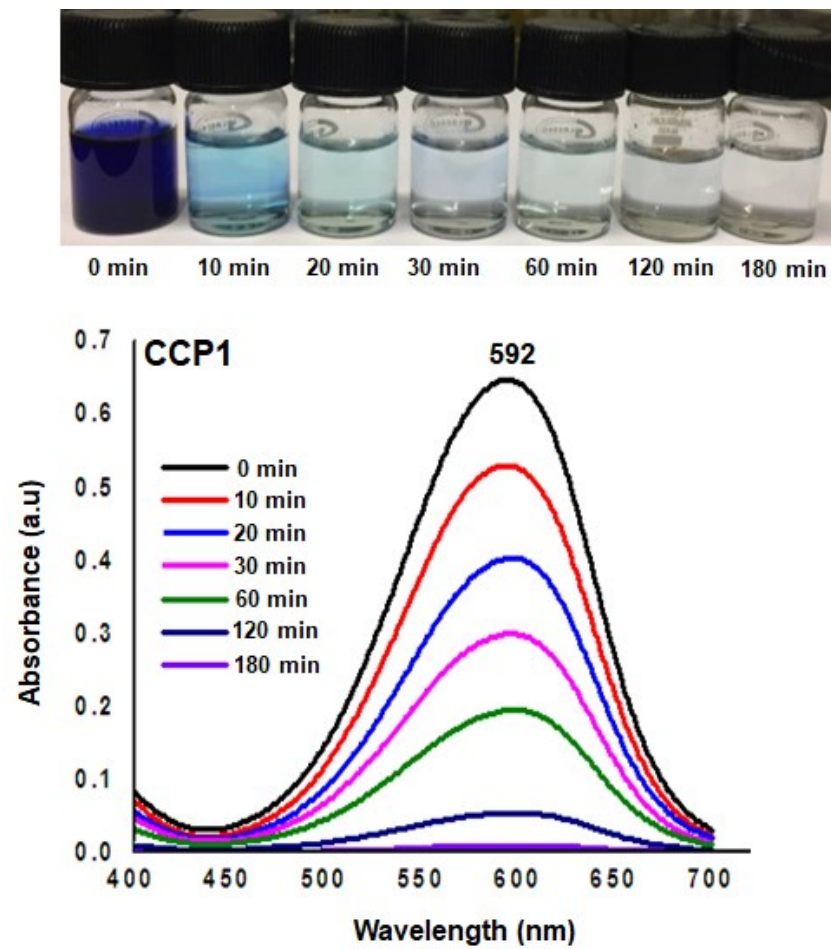 0 min 10 min 20 min 30 min 60 min 120 min 180 min
CCP1
592
0 min
10 min
20 min
30 min
60 min
120 min
180 min
Absorbance (a.u)
0.7
0.6
0.5
0.4
0.3
0.2
0.1
0.0
400 450 500 550 600 650 700
Wavelength (nm)